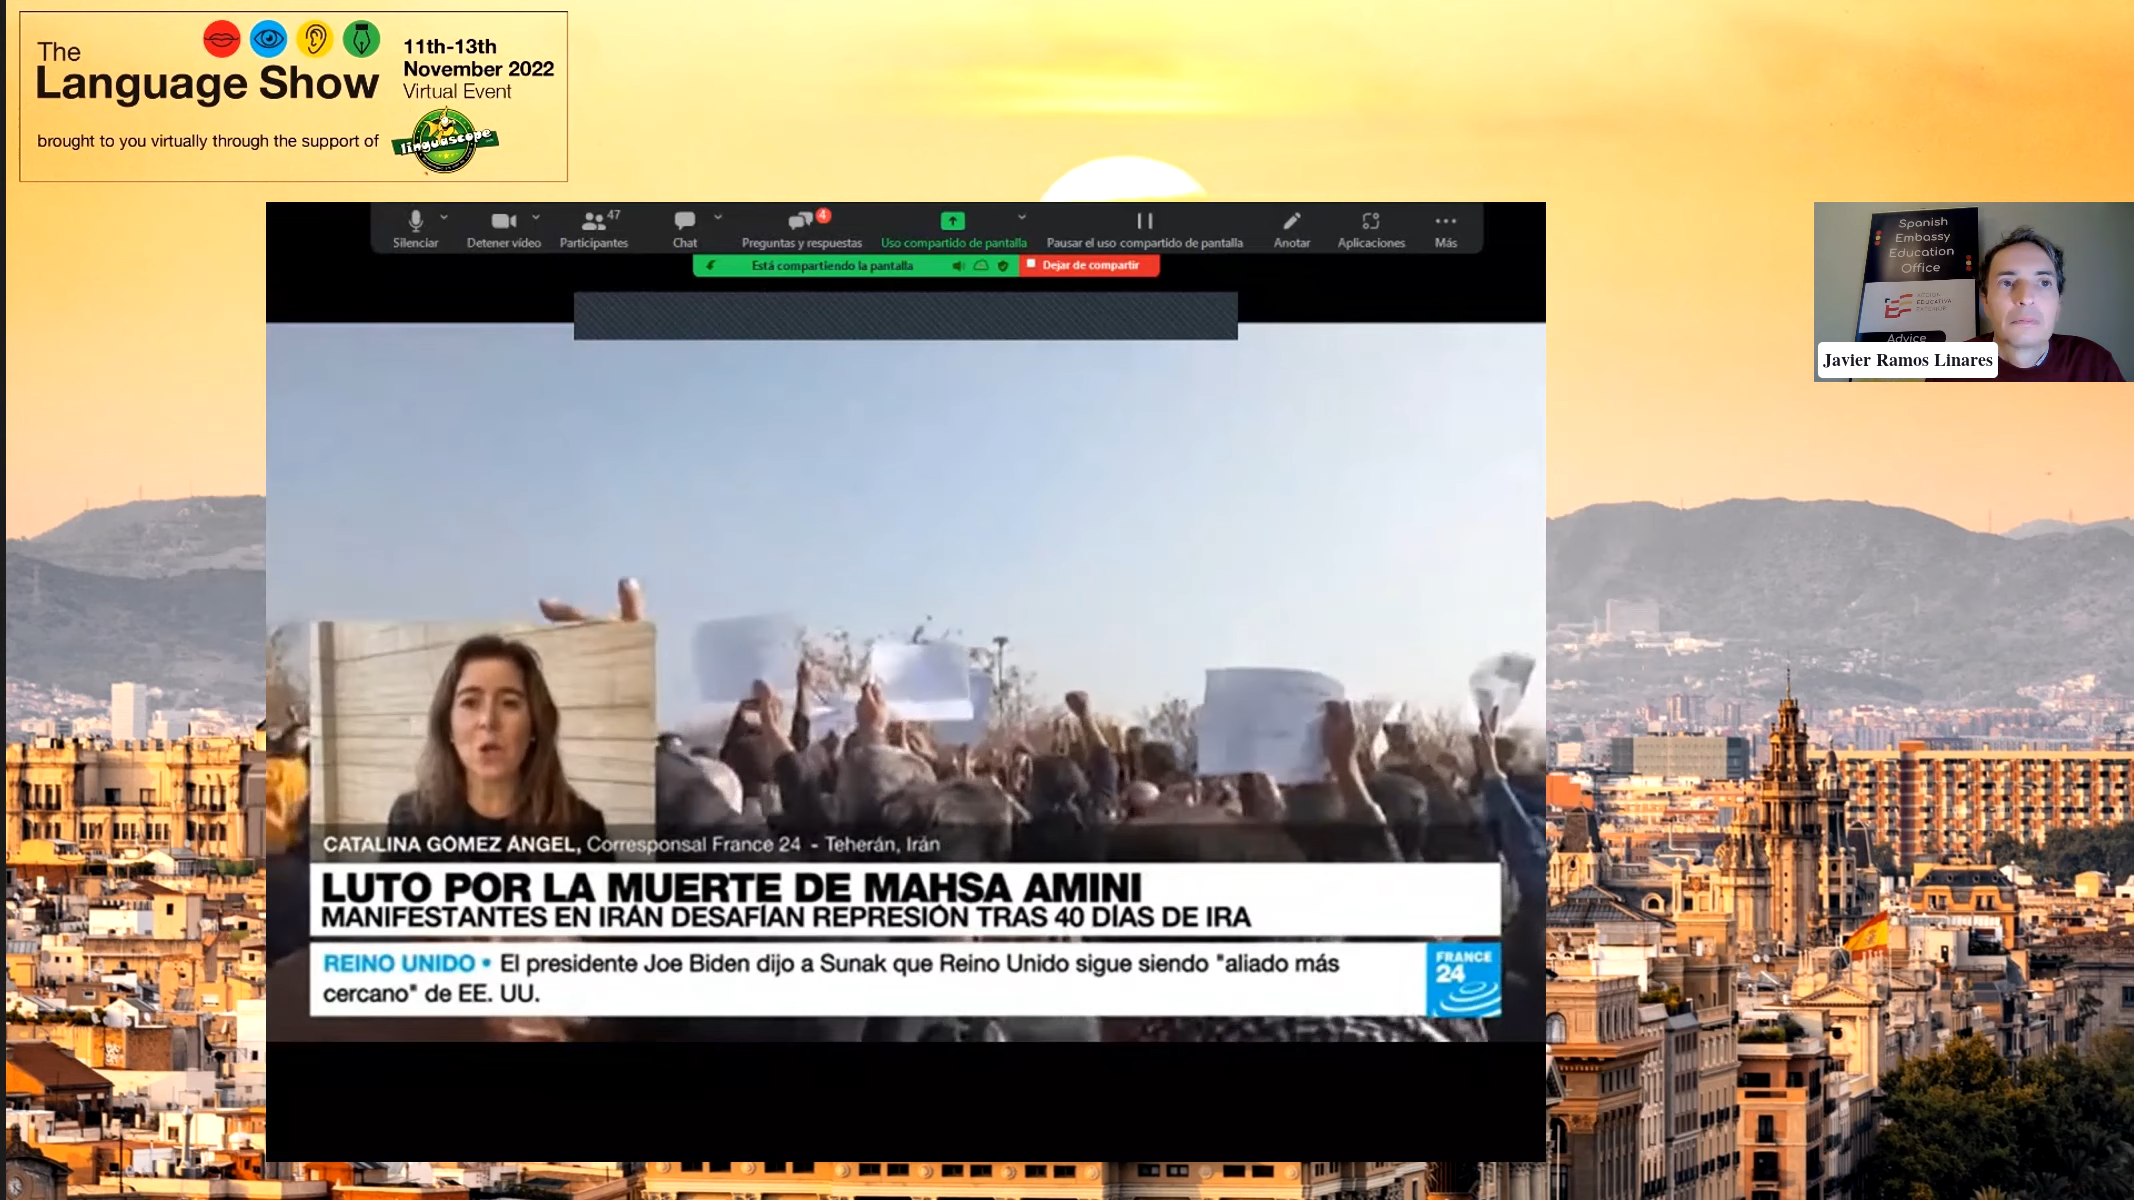 The
Language Show
11th-13th
November 2022
Virtual Event
brought to you virtually through the support of
linguascope
Silenciar
Detener vídeo
47
Participantes
Chat
4
Preguntas y respuestas
Uso compartido de pantalla
Pausar el uso compartido de pantalla
Anotar
Aplicaciones
Más
Está compartiendo la pantalla
Dejar de compartir
Spanish
Embassy
Education
Office
ACCIÓN
EDUCATIVA
EXTERIOR
Advice
Javier Ramos Linares
CATALINA GÓMEZ ÁNGEL, Corresponsal France 24 - Teherán, Irán
LUTO POR LA MUERTE DE MAHSA AMINI
MANIFESTANTES EN IRÁN DESAFÍAN REPRESIÓN TRAS 40 DÍAS DE IRA
REINO UNIDO • El presidente Joe Biden dijo a Sunak que Reino Unido sigue siendo "aliado más
cercano" de EE. UU.
FRANCE
24